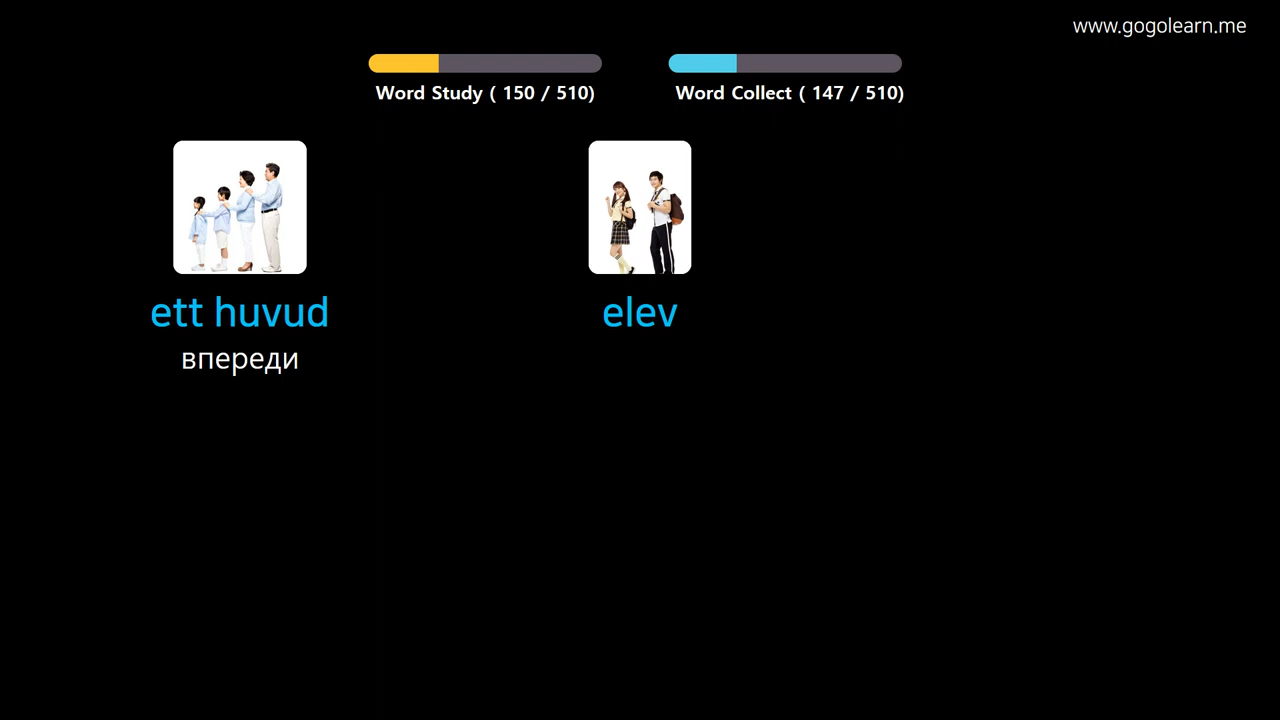 www.gogolearn.me
Word Study ( 150 / 510)
Word Collect ( 147 / 510)
ett huvud
elev
впереди